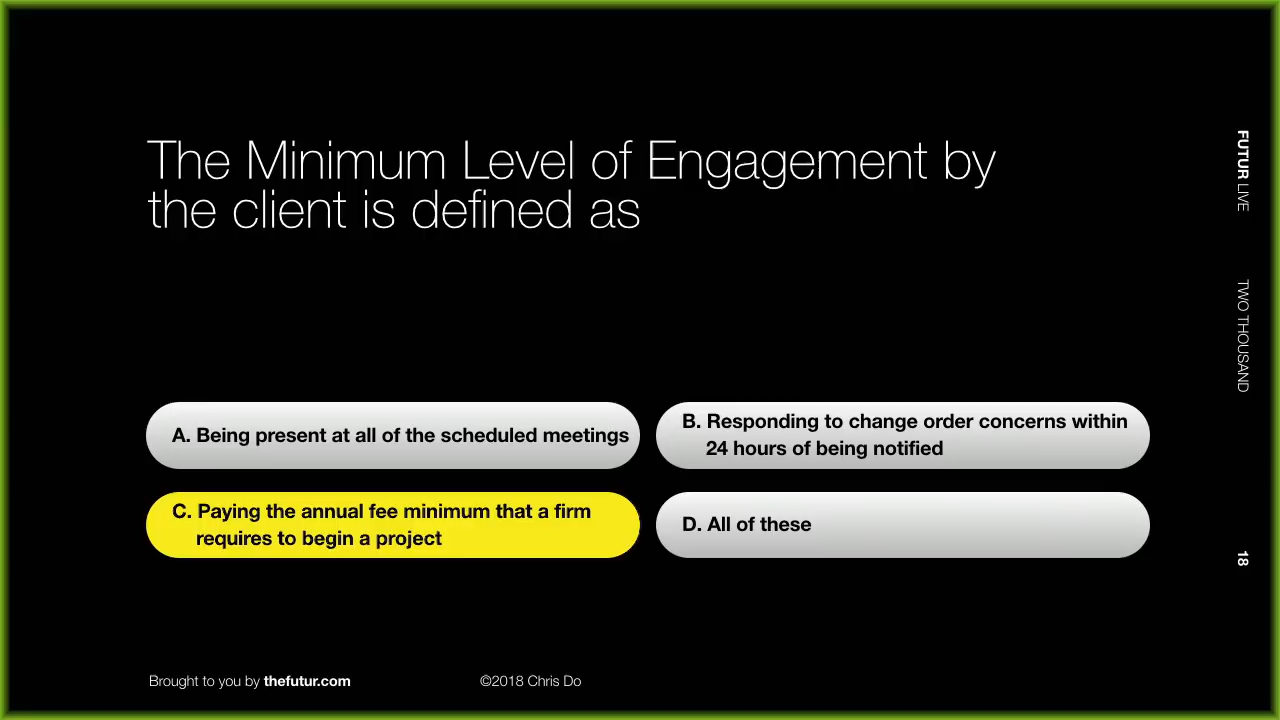 The Minimum Level of Engagement by
the client is defined as
A. Being present at all of the scheduled meetings
B. Responding to change order concerns within
24 hours of being notified
C. Paying the annual fee minimum that a firm
requires to begin a project
D. All of these
FUTUR LIVE
TWO THOUSAND
18
Brought to you by thefutur.com
©2018 Chris Do